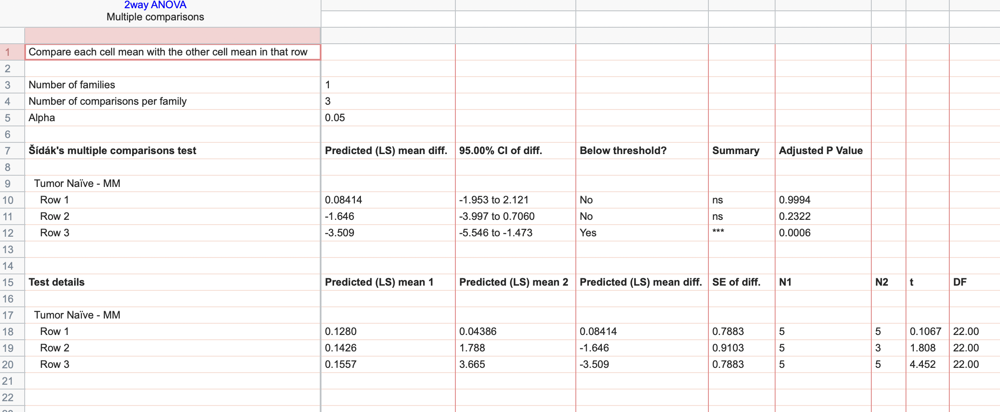 2way ANOVA
Multiple comparisons
1 Compare each cell mean with the other cell mean in that row
2
3 Number of families 1
4 Number of comparisons per family 3
5 Alpha 0.05
6
7 Šídák's multiple comparisons test Predicted (LS) mean diff. 95.00% CI of diff. Below threshold? Summary Adjusted P Value
8
9 Tumor Naïve - MM
10 Row 1 0.08414 -1.953 to 2.121 No ns 0.9994
11 Row 2 -1.646 -3.997 to 0.7060 No ns 0.2322
12 Row 3 -3.509 -5.546 to -1.473 Yes *** 0.0006
13
14
15 Test details Predicted (LS) mean 1 Predicted (LS) mean 2 Predicted (LS) mean diff. SE of diff. N1 N2 t DF
16
17 Tumor Naïve - MM
18 Row 1 0.1280 0.04386 0.08414 0.7883 5 5 0.1067 22.00
19 Row 2 0.1426 1.788 -1.646 0.9103 5 3 1.808 22.00
20 Row 3 0.1557 3.665 -3.509 0.7883 5 5 4.452 22.00
21
22